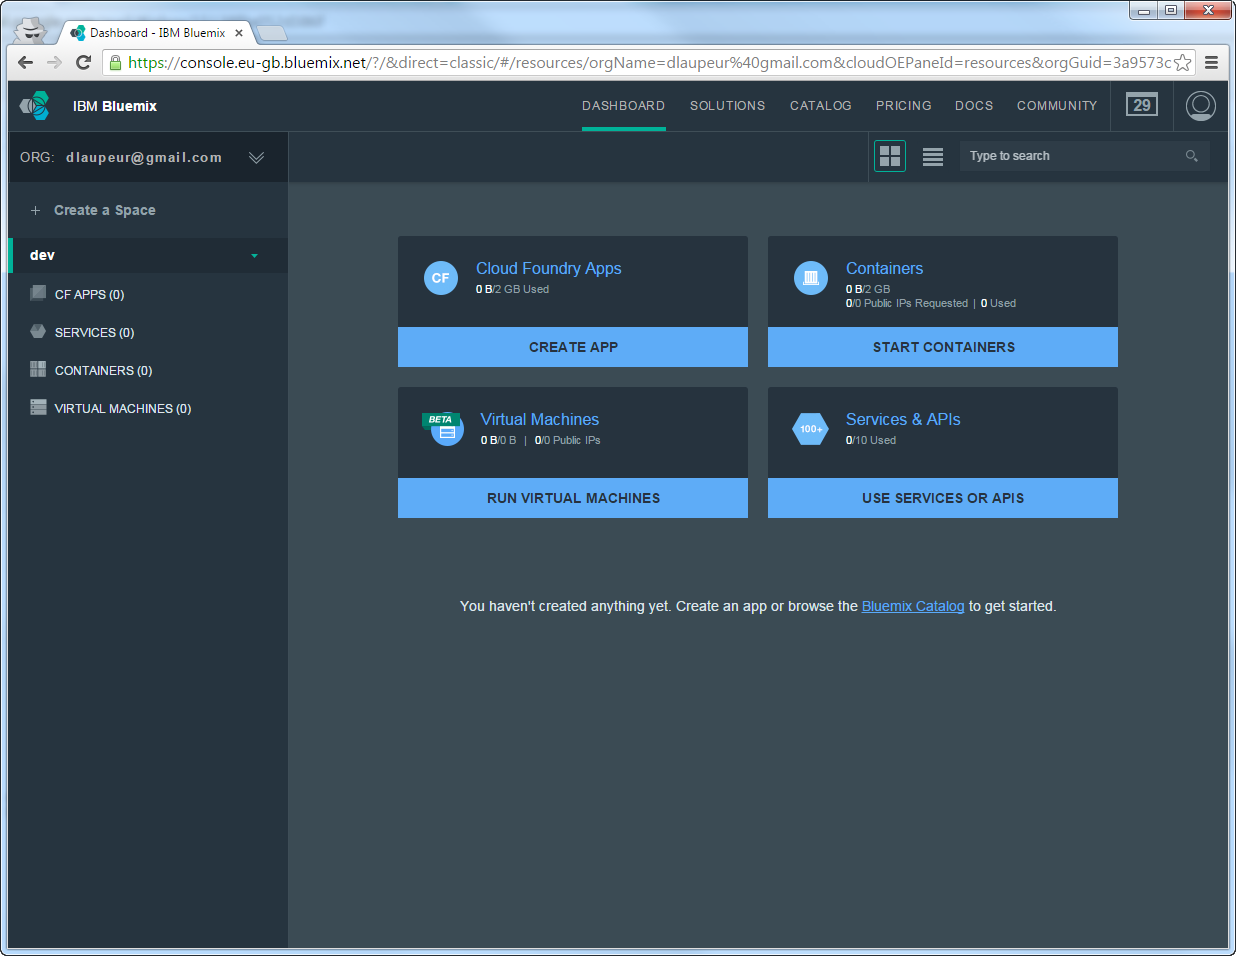 Dashboard - IBM Bluemix
https://console.eu-gb.bluemix.net/?/&direct=classic/#/resources/orgName=dlaupeur%40gmail.com&cloudOEPaneId=resources&orgGuid=3a9573c
IBM Bluemix
DASHBOARD SOLUTIONS CATALOG PRICING DOCS COMMUNITY 29
ORG: dlaupeur@gmail.com
Type to search
+ Create a Space
dev
CF APPS (0)
SERVICES (0)
CONTAINERS (0)
VIRTUAL MACHINES (0)
CF
Cloud Foundry Apps
0 B/2 GB Used
CREATE APP
Containers
0 B/2 GB
0/0 Public IPs Requested | 0 Used
START CONTAINERS
BETA
Virtual Machines
0 B/0 B | 0/0 Public IPs
RUN VIRTUAL MACHINES
100+
Services & APIs
0/10 Used
USE SERVICES OR APIS
You haven't created anything yet. Create an app or browse the Bluemix Catalog to get started.